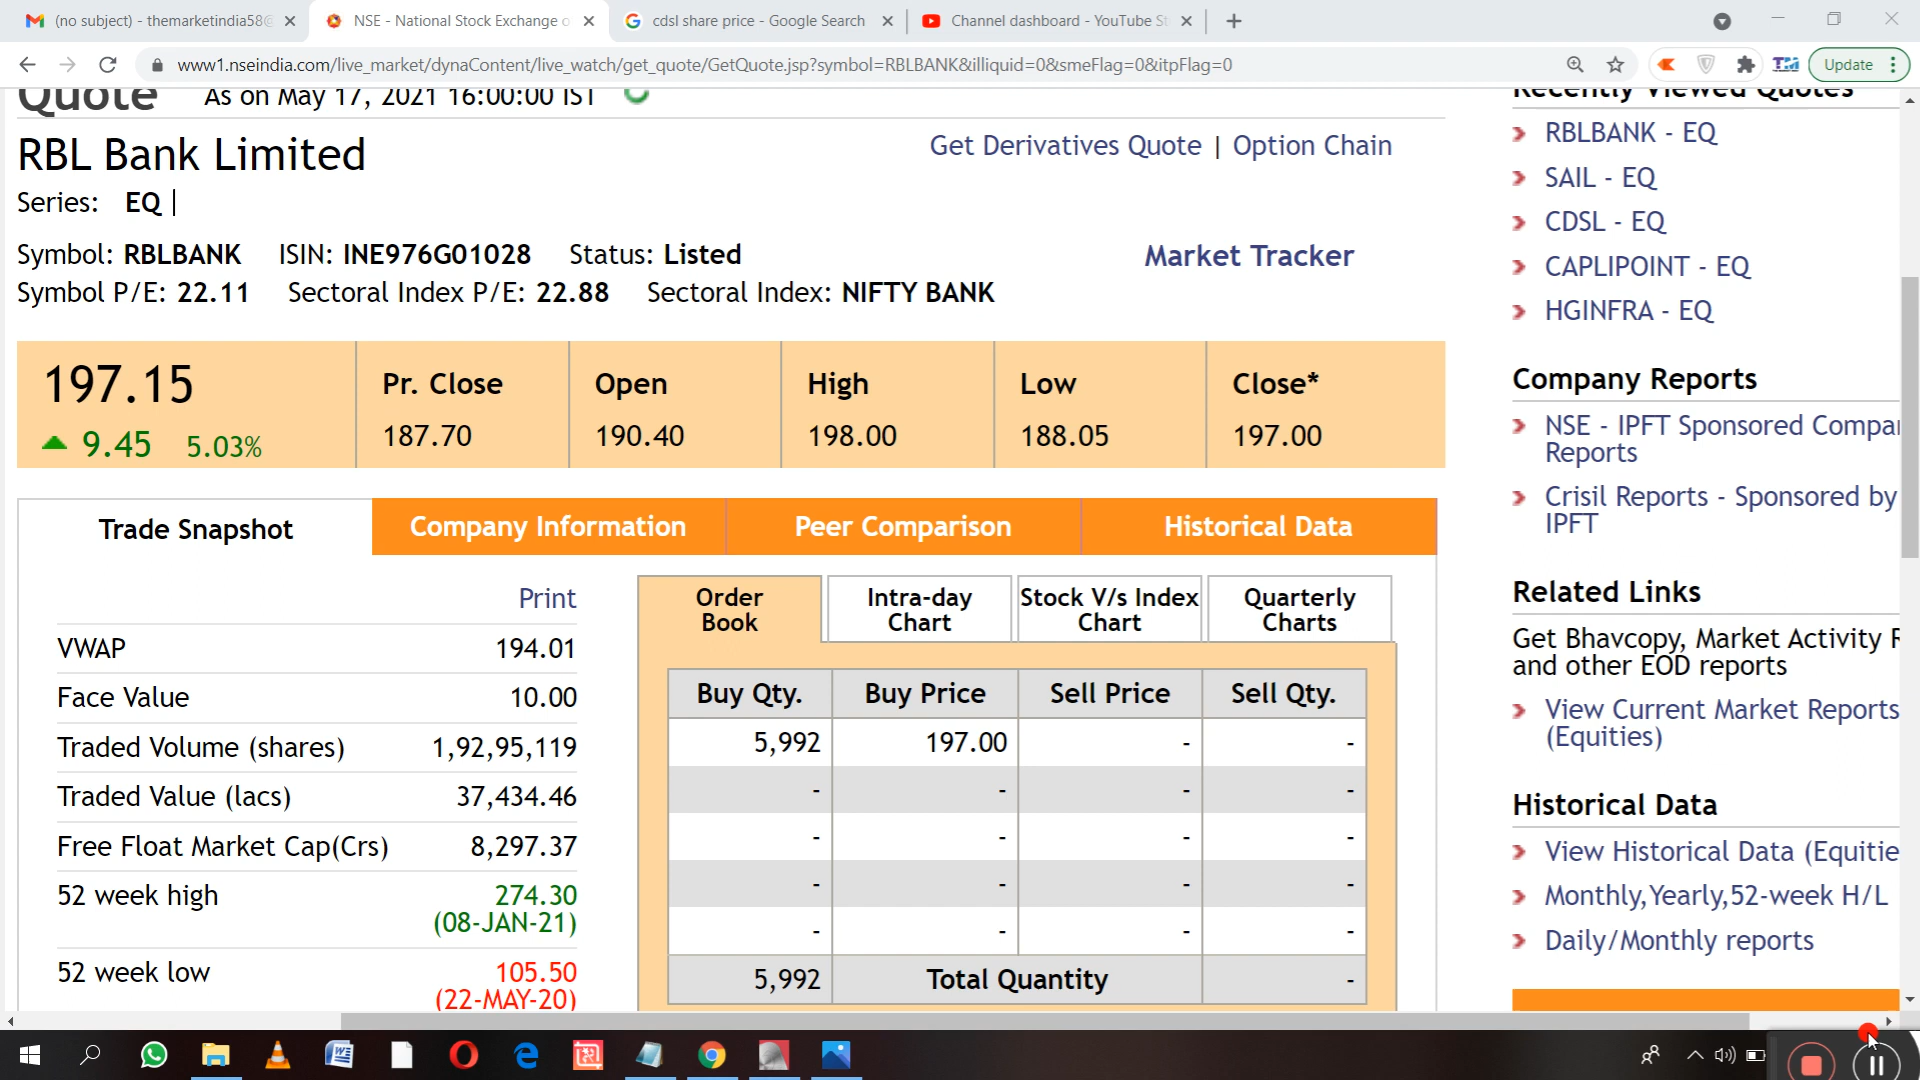 (no subject) - themarketindia58@
NSE - National Stock Exchange o
cdsl share price - Google Search
Channel dashboard - YouTube St
www1.nseindia.com/live_market/dynaContent/live_watch/get_quote/GetQuote.jsp?symbol=RBLBANK&illiquid=0&smeFlag=0&itpFlag=0
TM
Update
Quote As on May 17, 2021 16:00:00 IST
RBL Bank Limited
Get Derivatives Quote | Option Chain
Series: EQ |
Symbol: RBLBANK ISIN: INE976G01028 Status: Listed
Market Tracker
Symbol P/E: 22.11 Sectoral Index P/E: 22.88 Sectoral Index: NIFTY BANK
197.15
9.45 5.03%
Pr. Close
187.70
Open
190.40
High
198.00
Low
188.05
Close*
197.00
Trade Snapshot
Company Information
Peer Comparison
Historical Data
Print
VWAP 194.01
Face Value 10.00
Traded Volume (shares) 1,92,95,119
Traded Value (lacs) 37,434.46
Free Float Market Cap(Crs) 8,297.37
52 week high 274.30
(08-JAN-21)
52 week low 105.50
(22-MAY-20)
Order
Book
Intra-day
Chart
Stock V/s Index
Chart
Quarterly
Charts
Buy Qty. Buy Price Sell Price Sell Qty.
5,992 197.00 - -
- - - -
- - - -
- - - -
- - - -
5,992 Total Quantity -
Recently Viewed Quotes
RBLBANK - EQ
SAIL - EQ
CDSL - EQ
CAPLIPOINT - EQ
HGINFRA - EQ
Company Reports
NSE - IPFT Sponsored Compan
Reports
Crisil Reports - Sponsored by
IPFT
Related Links
Get Bhavcopy, Market Activity R
and other EOD reports
View Current Market Reports
(Equities)
Historical Data
View Historical Data (Equitie
Monthly,Yearly,52-week H/L
Daily/Monthly reports